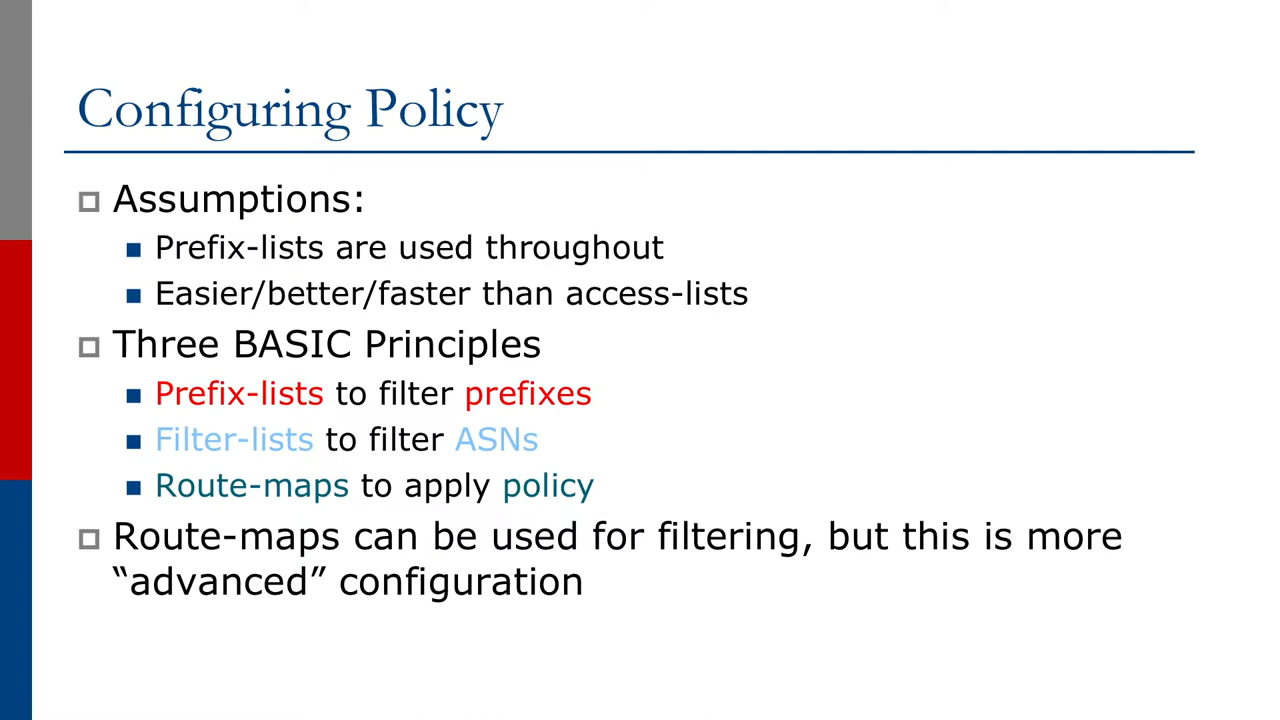 Configuring Policy
Assumptions:
Prefix-lists are used throughout
Easier/better/faster than access-lists
Three BASIC Principles
Prefix-lists to filter prefixes
Filter-lists to filter ASNs
Route-maps to apply policy
Route-maps can be used for filtering, but this is more
“advanced” configuration